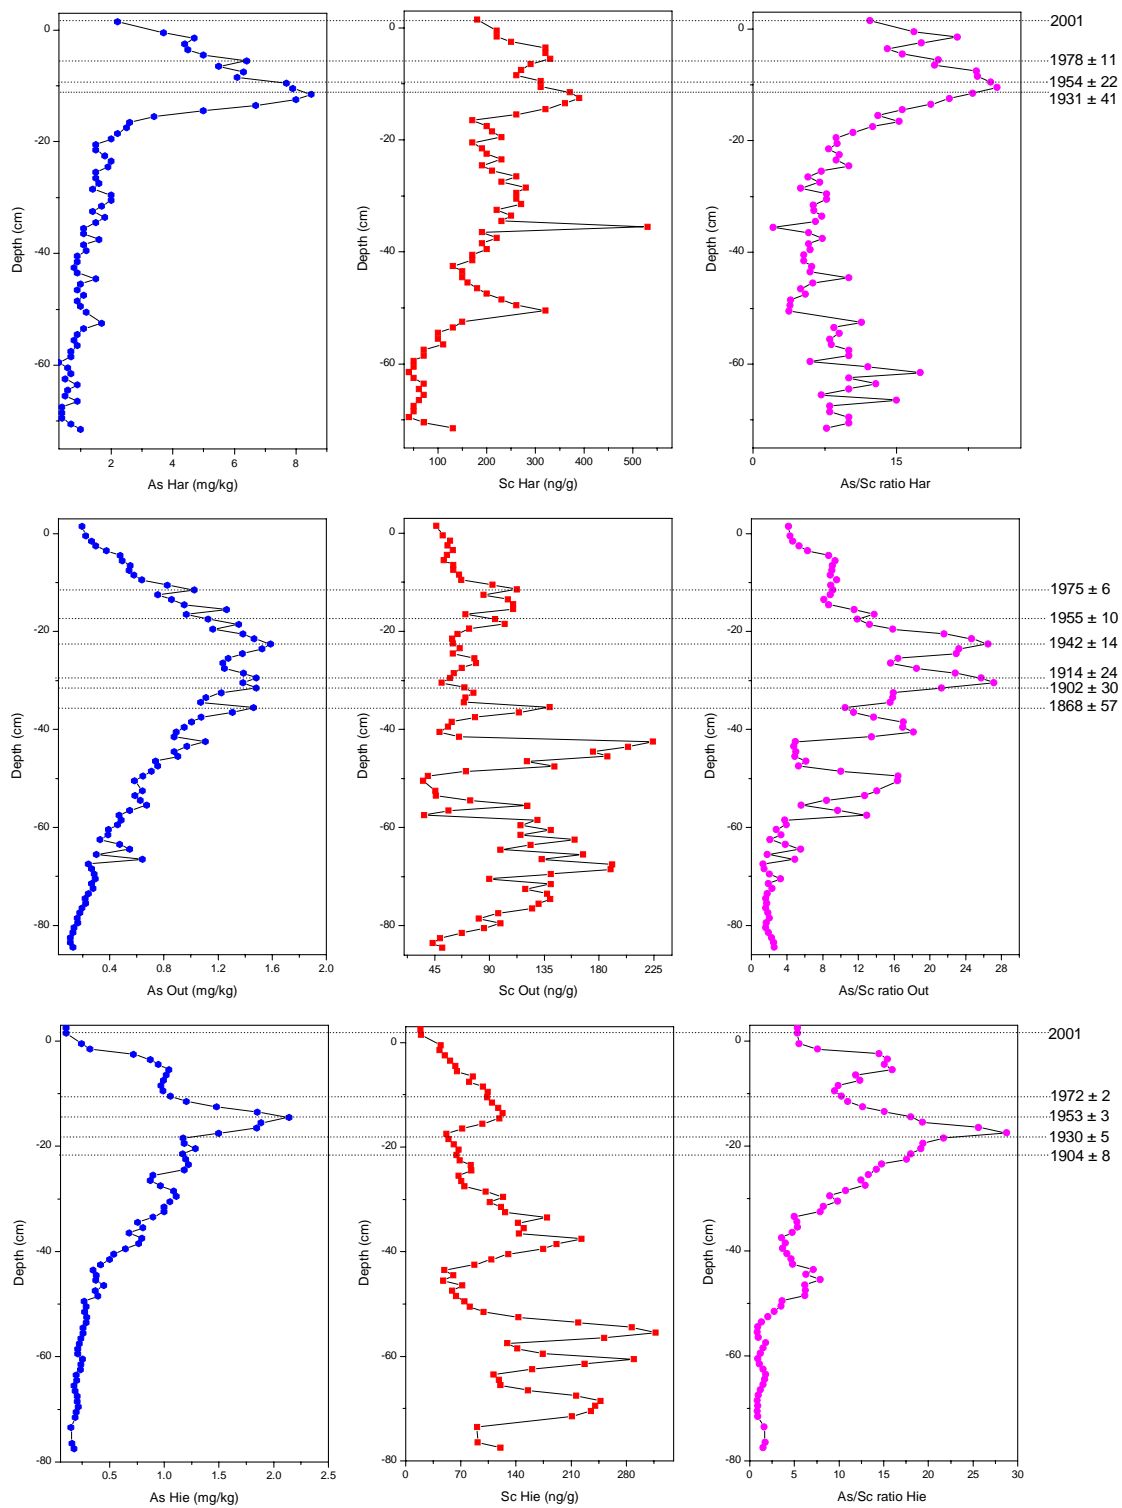 2001
0
1978 ± 11
1954 ± 22
1931 ± 41
-20
-20
-20
Depth (cm)
Depth (cm)
Depth (cm)
-40
-40
-40
-60
-60
-60
2 4 6 8
100 200 300 400 500
0 15
As Har (mg/kg)
Sc Har (ng/g)
As/Sc ratio Har
0
0
0
1975 ± 6
1955 ± 10
-20
-20
-20
1942 ± 14
1914 ± 24
1902 ± 30
1868 ± 57
Depth (cm)
Depth (cm)
Depth (cm)
-40
-40
-40
-60
-60
-60
-80
-80
-80
0.4 0.8 1.2 1.6 2.0
45 90 135 180 225
0 4 8 12 16 20 24 28
As Out (mg/kg)
Sc Out (ng/g)
As/Sc ratio Out
2001
0
0
0
1972 ± 2
1953 ± 3
1930 ± 5
-20
-20
-20
1904 ± 8
Depth (cm)
Depth (cm)
Depth (cm)
-40
-40
-40
-60
-60
-60
-80
-80
-80
0.5 1.0 1.5 2.0 2.5
0 70 140 210 280
0 5 10 15 20 25 30
As Hie (mg/kg)
Sc Hie (ng/g)
As/Sc ratio Hie